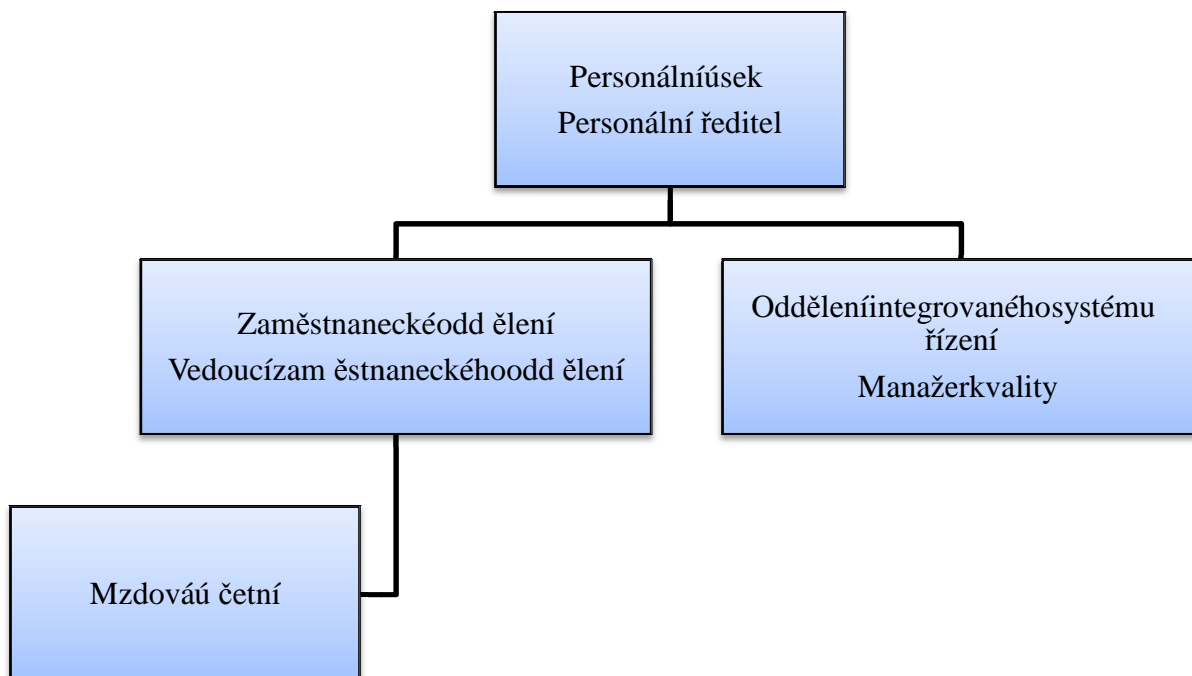 Personálníúsek
Personální ředitel
Zaměstnaneckéodd ělení
Vedoucízam ěstnaneckéhoodd ělení
Odděleníintegrovanéhosystému
řízení
Manažerkvality
Mzdováú četní